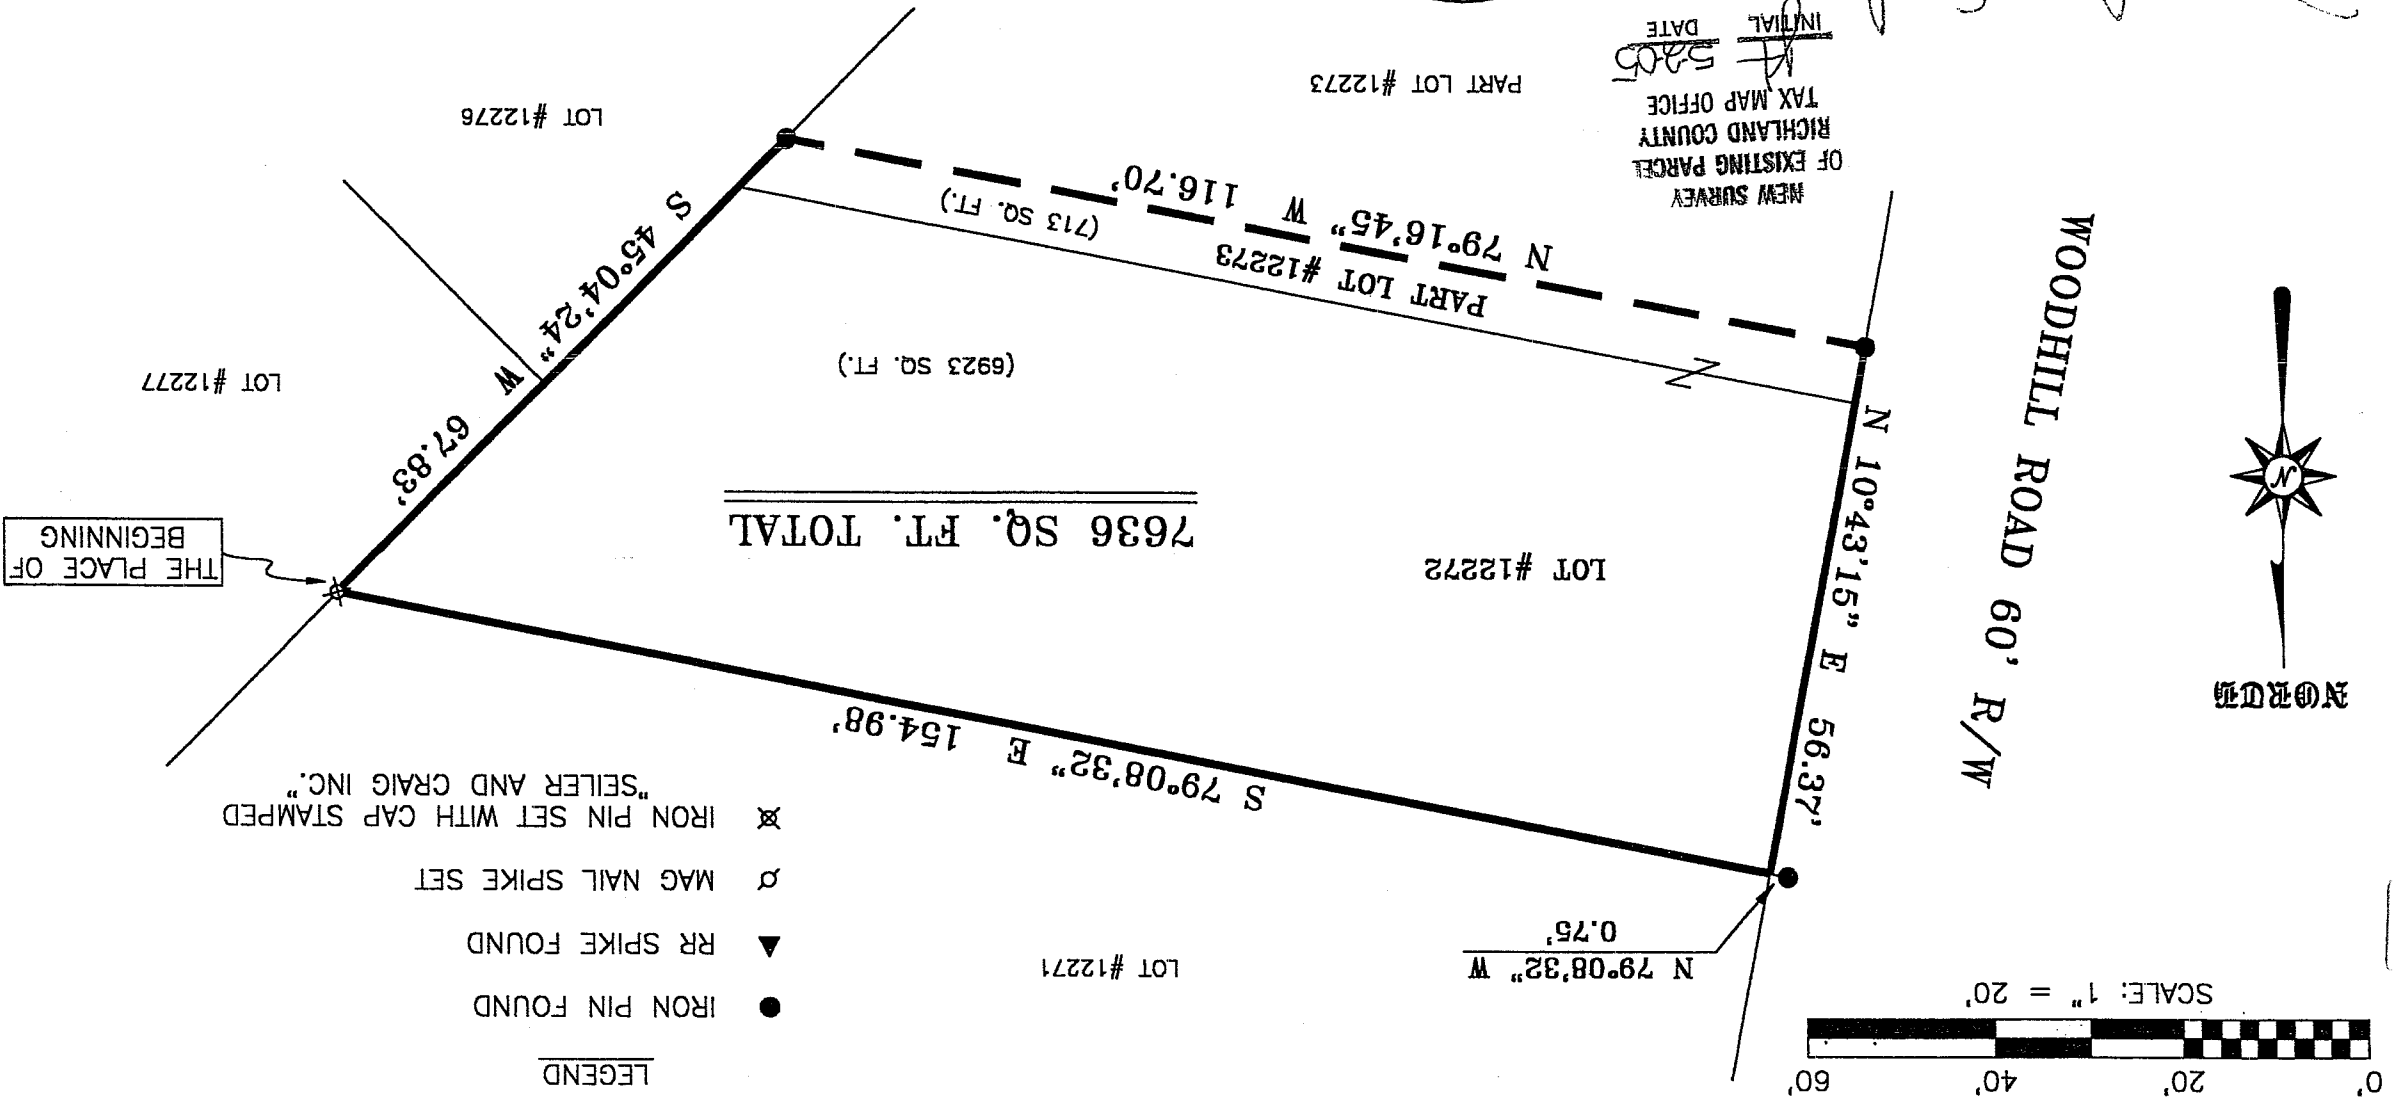 0' 20' 40' 60'
SCALE: 1" = 20'
LEGEND
IRON PIN FOUND
RR SPIKE FOUND
MAG NAIL SPIKE SET
IRON PIN SET WITH CAP STAMPED
"SEILER AND CRAIG INC."
N 79°08'32" W
0.75'
LOT #12271
NORTH
N
WOODHILL ROAD 60' R/W
N 10°43'15" E 56.37'
S 79°08'32" E 154.98'
THE PLACE OF
BEGINNING
LOT #12272
7636 SQ. FT. TOTAL
(6923 SQ. FT.)
S 45°04'24" W 67.83'
LOT #12277
PART LOT #12273
(713 SQ. FT.)
N 79°16'45" W 116.70'
LOT #12276
PART LOT #12273
NEW SURVEY
OF EXISTING PARCEL
RICHLAND COUNTY
TAX MAP OFFICE
5-2-05
INITIAL DATE